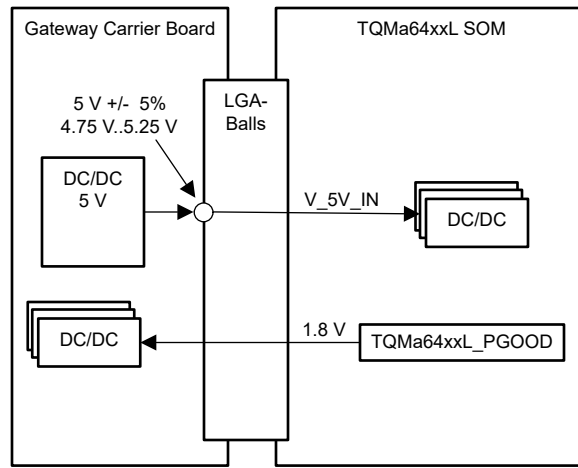 Gateway Carrier Board
TQMa64xxL SOM
5 V +/-  5%
4.75 V..5.25 V
LGA-
Balls
DC/DC
5 V
V_5V_IN
DC/DC
DC/DC
1.8 V
TQMa64xxL_PGOOD